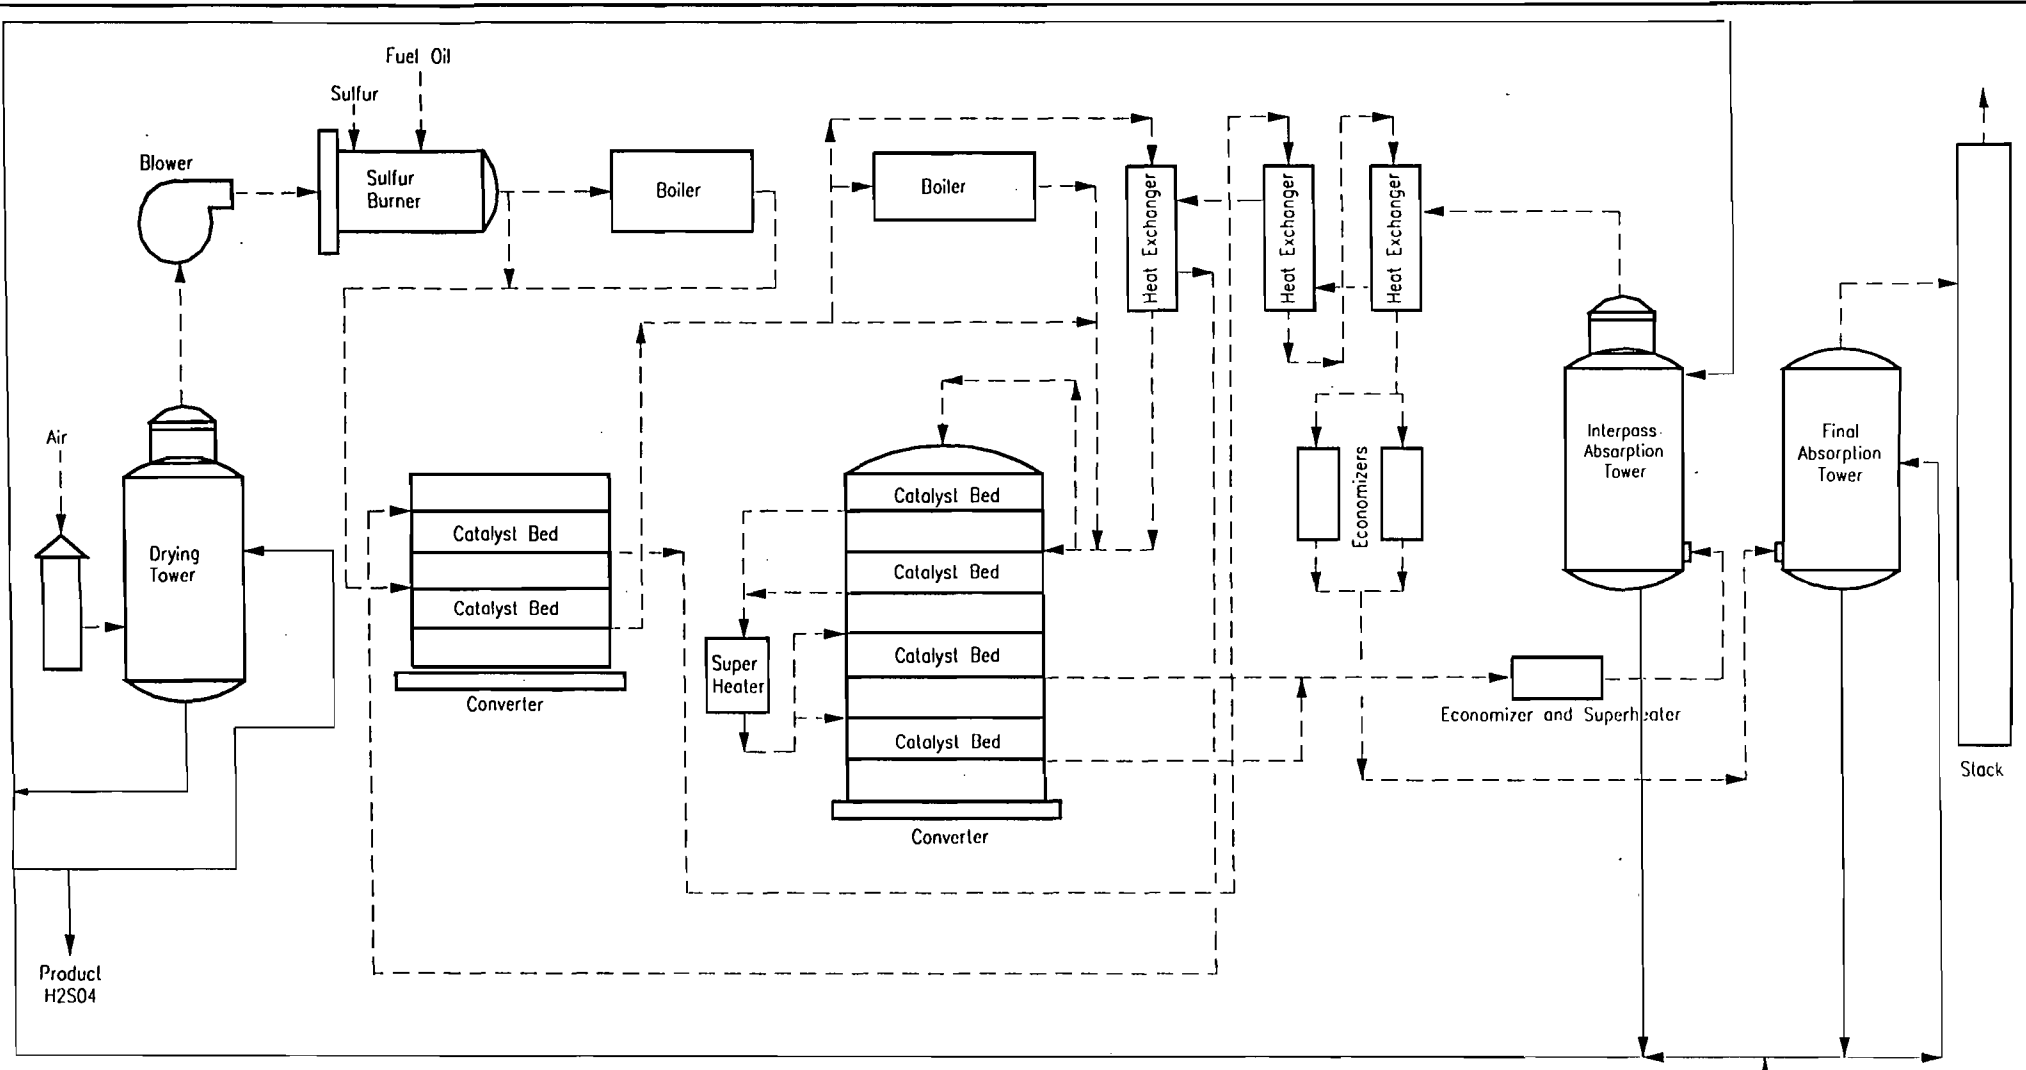 Fuel Oil
Sulfur
Blower
Sulfur
Burner
Boiler
Boiler
Heat Exchanger
Heat Exchanger
Heat Exchanger
Air
Drying
Tower
Catalyst Bed
Catalyst Bed
Converter
Catalyst Bed
Catalyst Bed
Catalyst Bed
Catalyst Bed
Super
Heater
Converter
Economizers
Interpass
Absorption
Tower
Final
Absorption
Tower
Economizer and Superheater
Stack
Product
H2SO4